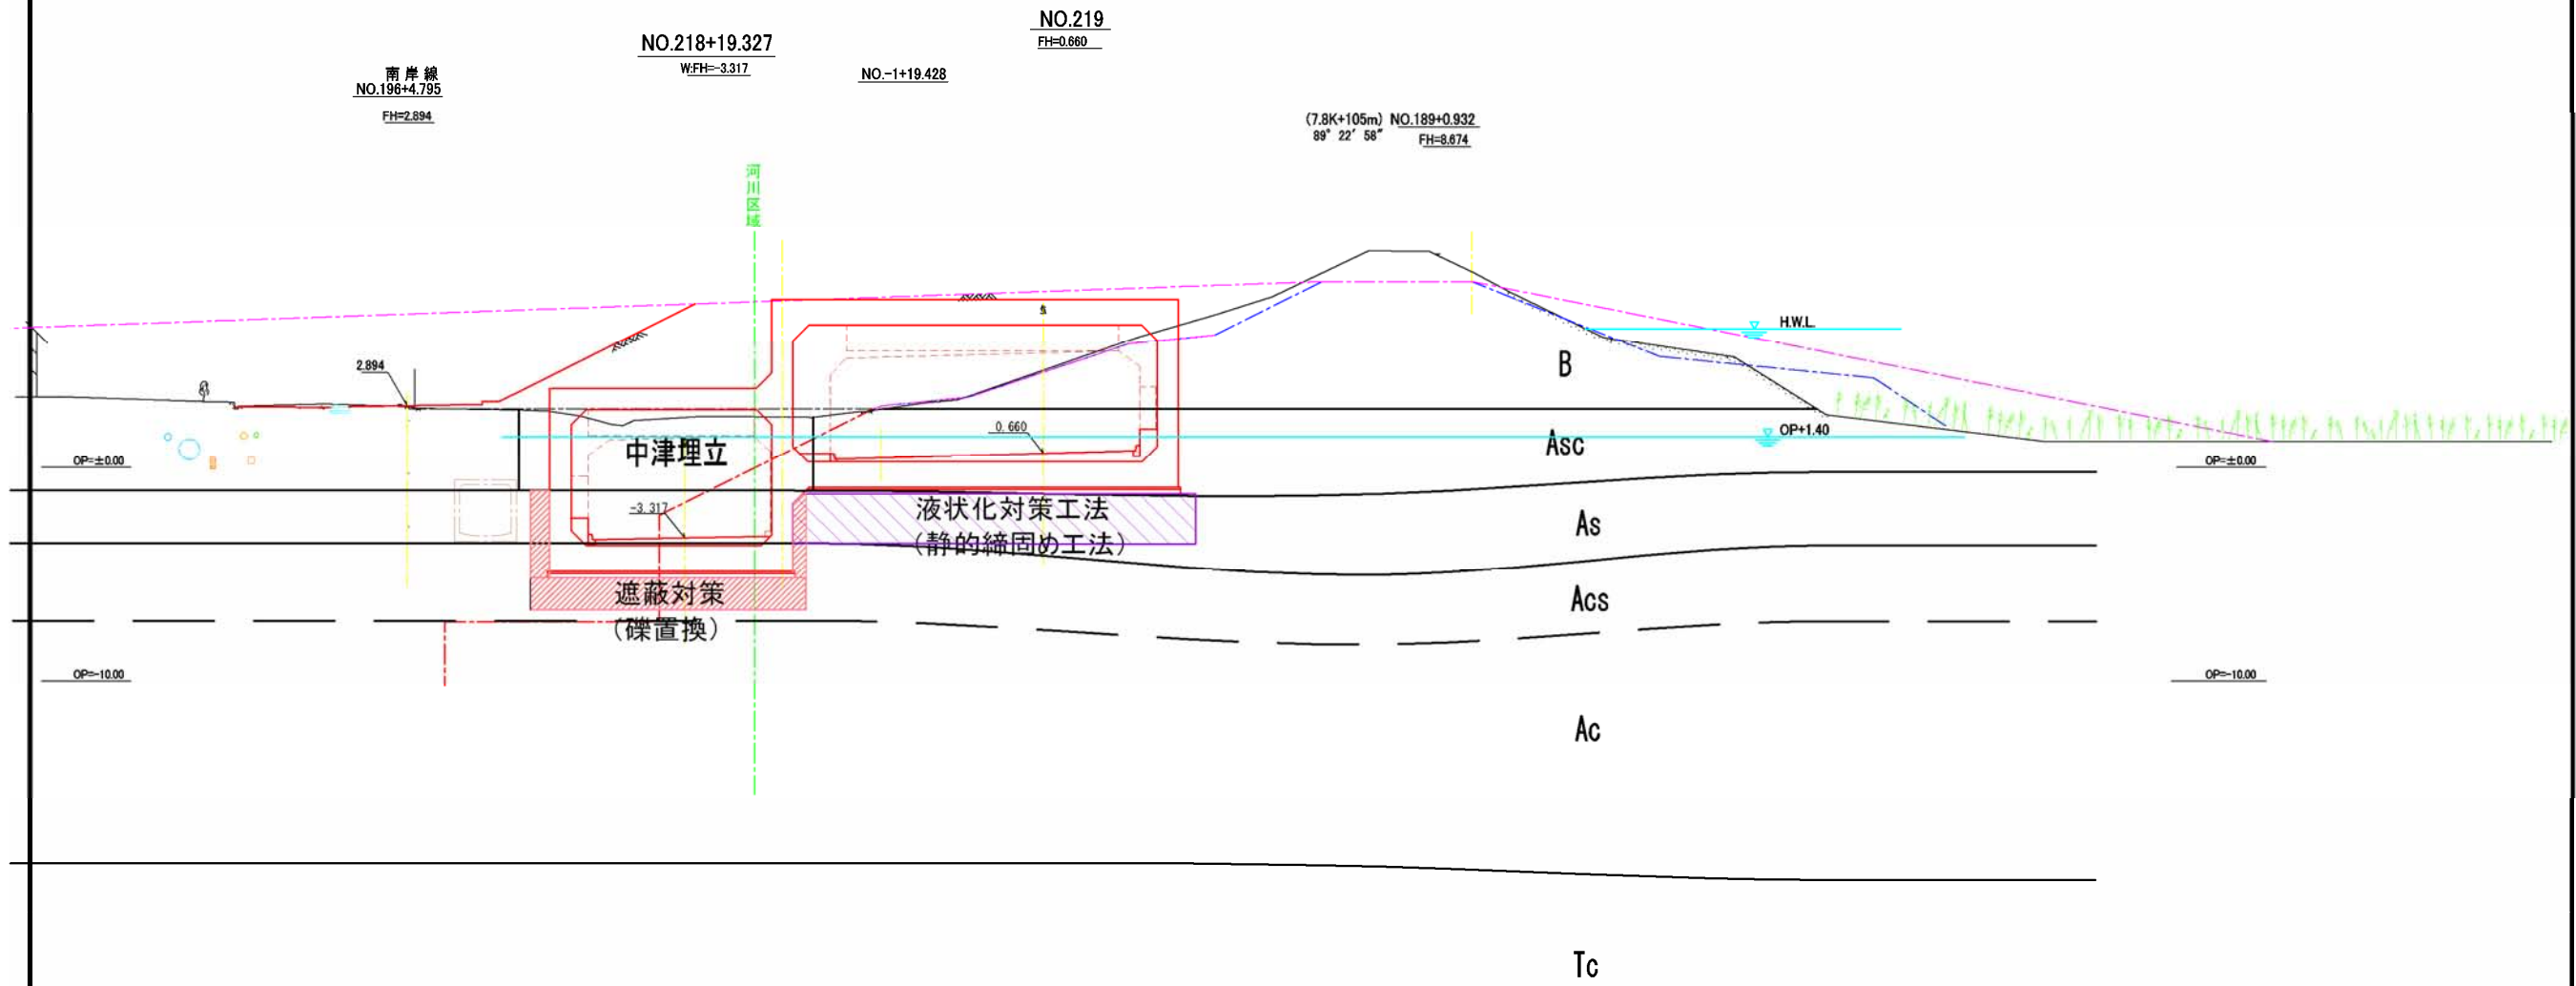 NO.219
FH=0.660
NO.218+19.327
W:FH=-3.317
NO.-1+19.428
南岸線
NO.196+4.795
FH=2.894
(7.8K+105m) NO.189+0.932
89° 22′ 58″ FH=8.674
河川区域
H.W.L.
2.894
B
0.660
OP+1.40
中津埋立
Asc
OP=±0.00
OP=±0.00
-3.317
液状化対策工法
(静的締固め工法)
As
遮蔽対策
(礫置換)
Acs
OP=-10.00
OP=-10.00
Ac
Tc